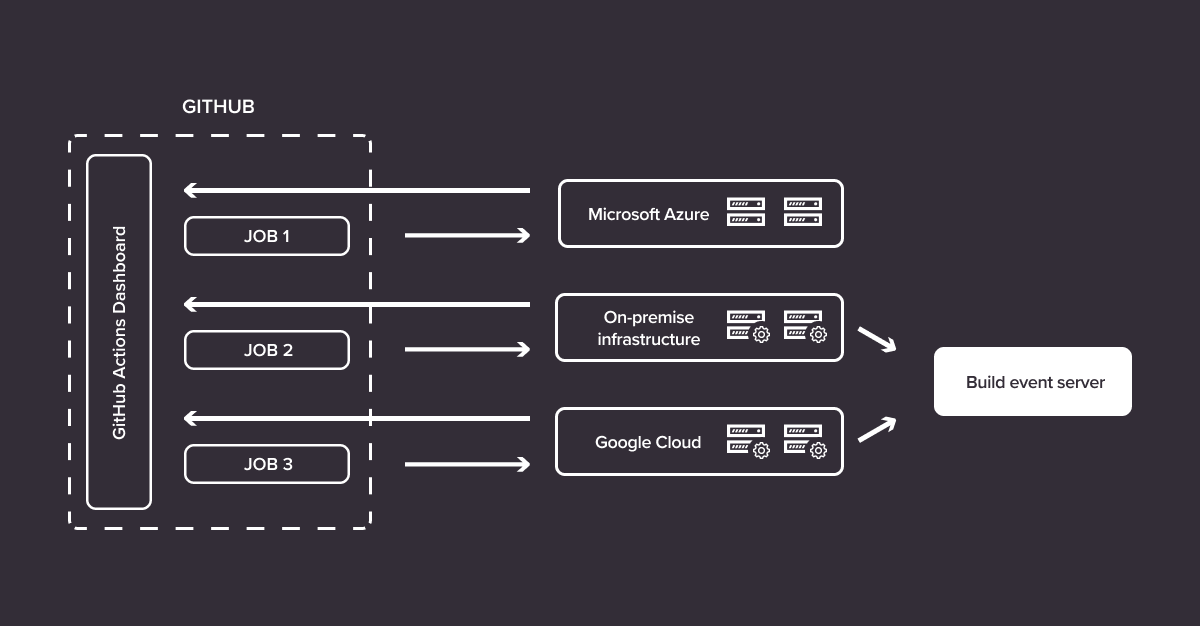 GITHUB
GitHub Actions Dashboard
JOB 1
Microsoft Azure
JOB 2
On-premise
infrastructure
Build event server
JOB 3
Google Cloud